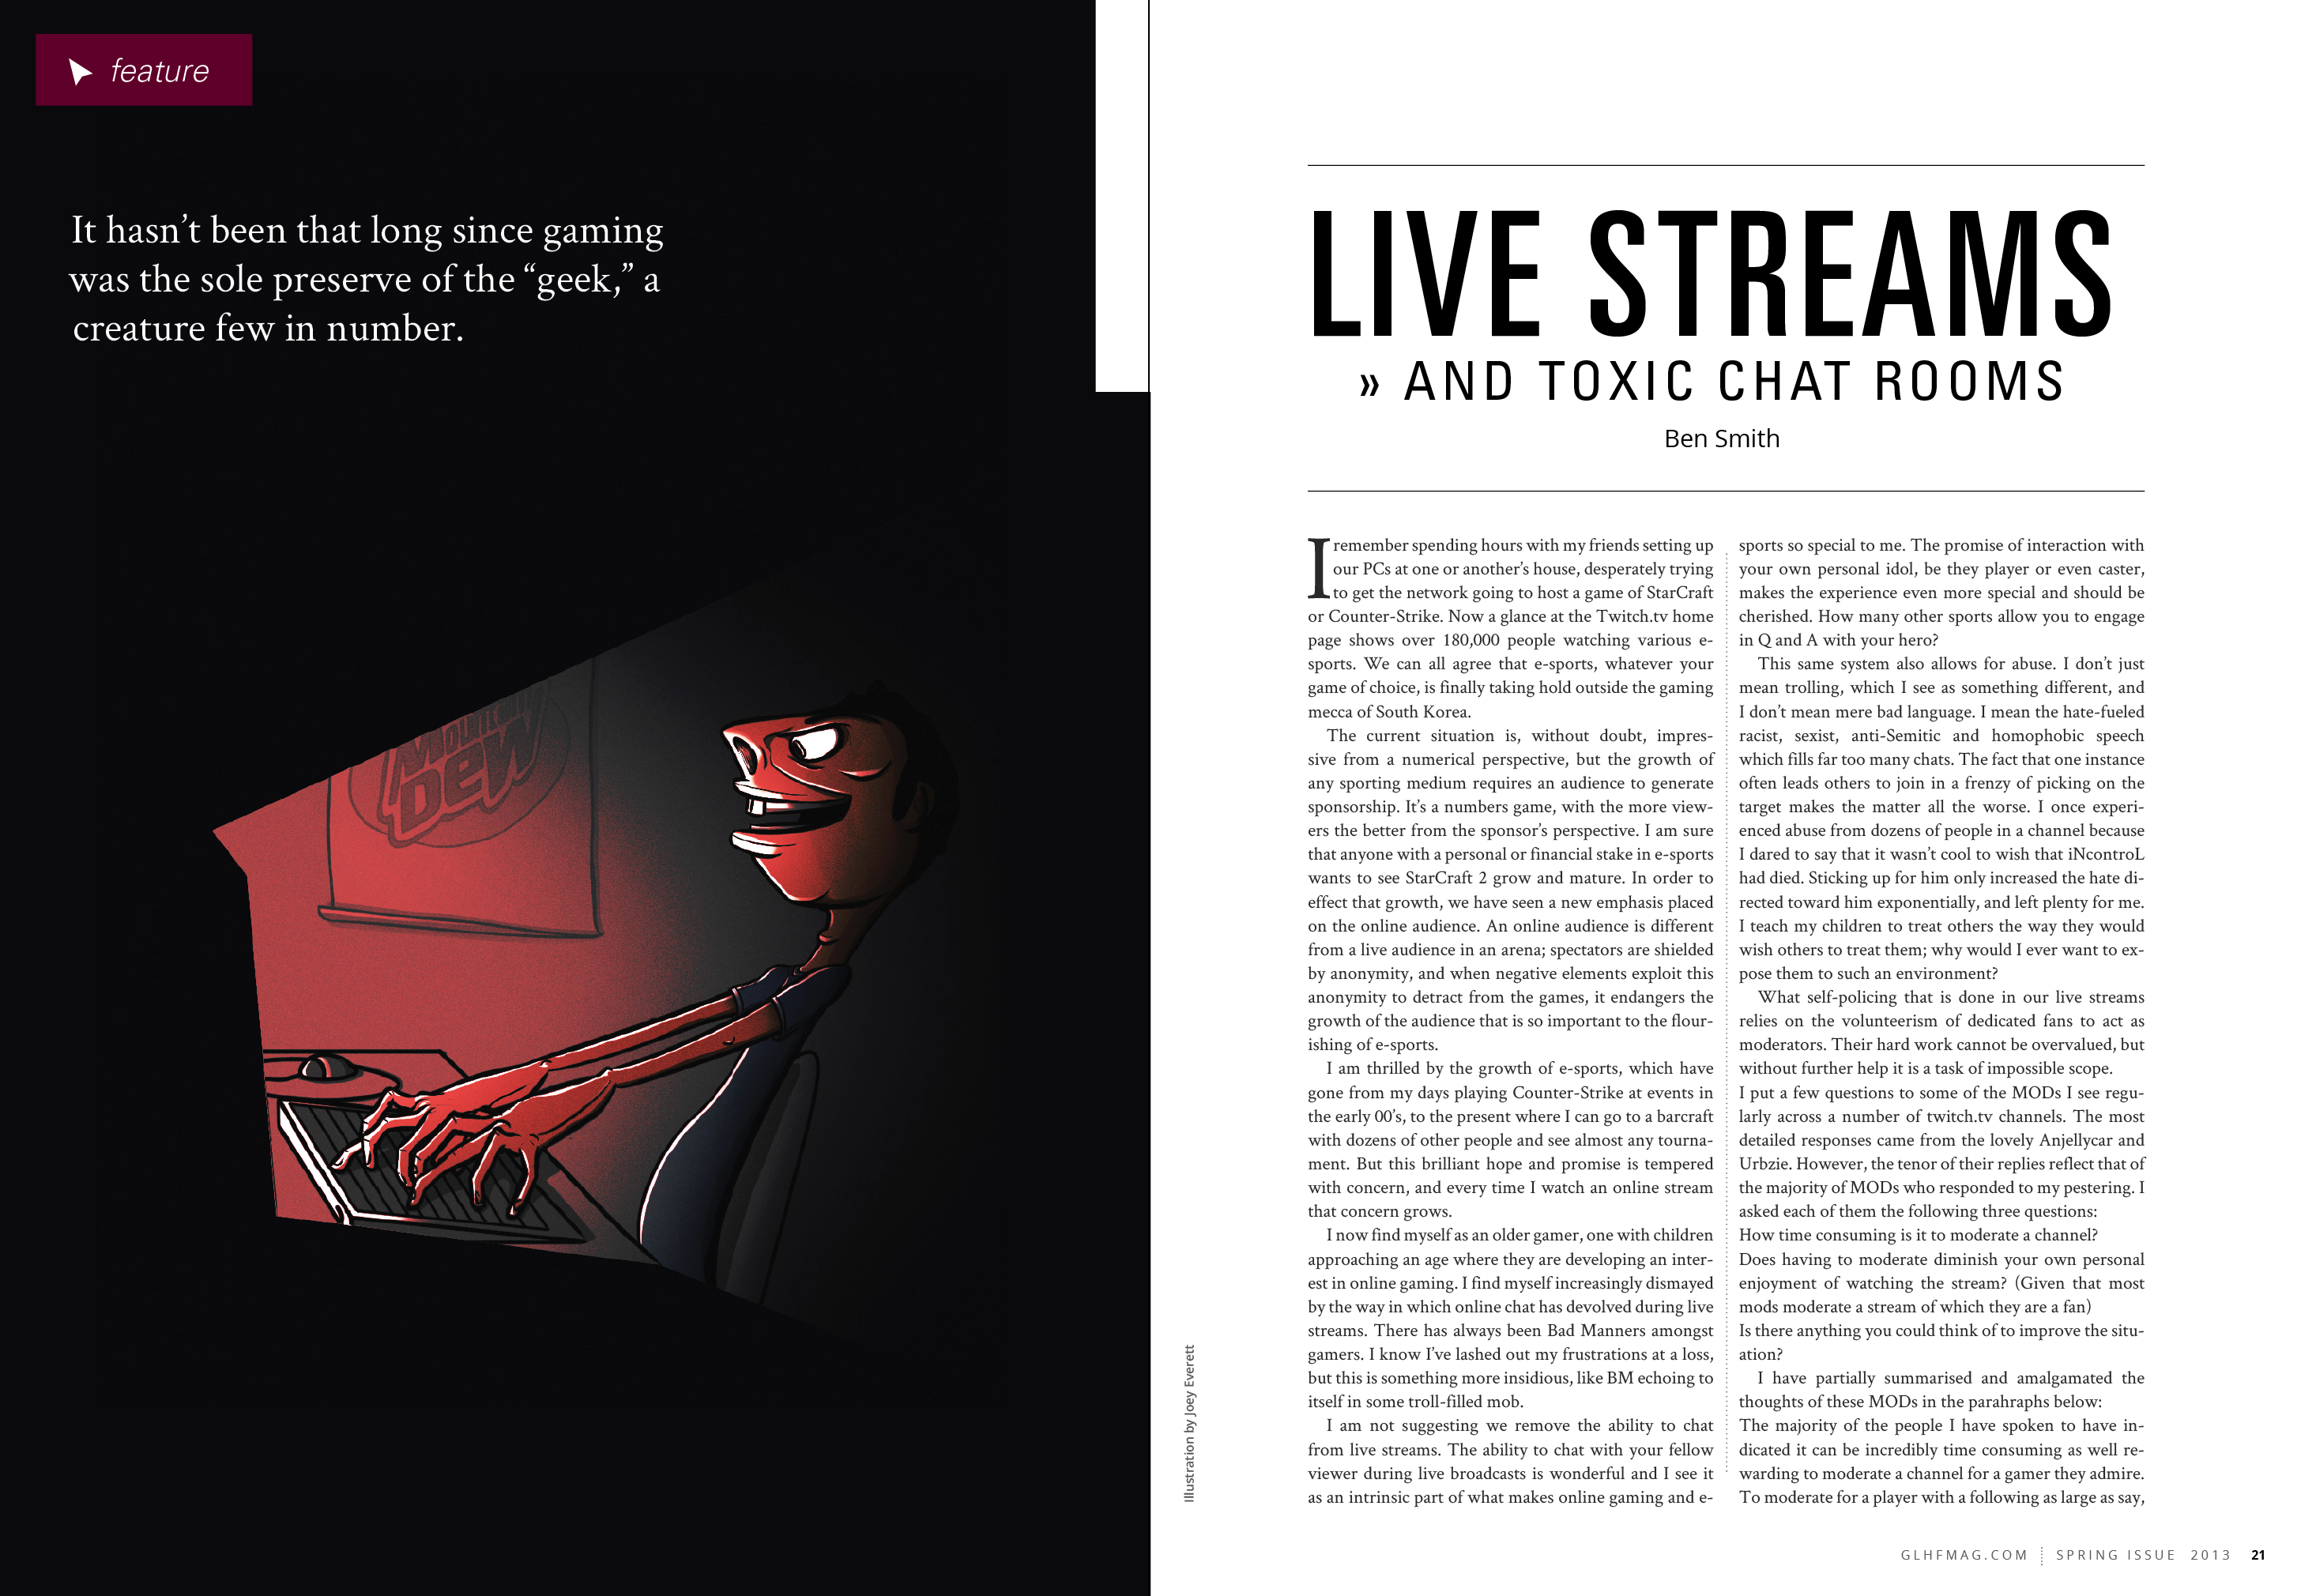 feature
It hasn’t been that long since gaming
was the sole preserve of the “geek,” a
creature few in number.
Mountain
Dew
Illustration by Joey Everett
LIVE STREAMS
» AND TOXIC CHAT ROOMS
Ben Smith
I remember spending hours with my friends setting up
our PCs at one or another’s house, desperately trying
to get the network going to host a game of StarCraft
or Counter-Strike. Now a glance at the Twitch.tv home
page shows over 180,000 people watching various e-
sports. We can all agree that e-sports, whatever your
game of choice, is finally taking hold outside the gaming
mecca of South Korea.
The current situation is, without doubt, impres-
sive from a numerical perspective, but the growth of
any sporting medium requires an audience to generate
sponsorship. It’s a numbers game, with the more view-
ers the better from the sponsor’s perspective. I am sure
that anyone with a personal or financial stake in e-sports
wants to see StarCraft 2 grow and mature. In order to
effect that growth, we have seen a new emphasis placed
on the online audience. An online audience is different
from a live audience in an arena; spectators are shielded
by anonymity, and when negative elements exploit this
anonymity to detract from the games, it endangers the
growth of the audience that is so important to the flour-
ishing of e-sports.
I am thrilled by the growth of e-sports, which have
gone from my days playing Counter-Strike at events in
the early 00’s, to the present where I can go to a barcraft
with dozens of other people and see almost any tourna-
ment. But this brilliant hope and promise is tempered
with concern, and every time I watch an online stream
that concern grows.
I now find myself as an older gamer, one with children
approaching an age where they are developing an inter-
est in online gaming. I find myself increasingly dismayed
by the way in which online chat has devolved during live
streams. There has always been Bad Manners amongst
gamers. I know I’ve lashed out my frustrations at a loss,
but this is something more insidious, like BM echoing to
itself in some troll-filled mob.
I am not suggesting we remove the ability to chat
from live streams. The ability to chat with your fellow
viewer during live broadcasts is wonderful and I see it
as an intrinsic part of what makes online gaming and e-
sports so special to me. The promise of interaction with
your own personal idol, be they player or even caster,
makes the experience even more special and should be
cherished. How many other sports allow you to engage
in Q and A with your hero?
This same system also allows for abuse. I don’t just
mean trolling, which I see as something different, and
I don’t mean mere bad language. I mean the hate-fueled
racist, sexist, anti-Semitic and homophobic speech
which fills far too many chats. The fact that one instance
often leads others to join in a frenzy of picking on the
target makes the matter all the worse. I once experi-
enced abuse from dozens of people in a channel because
I dared to say that it wasn’t cool to wish that iNcontroL
had died. Sticking up for him only increased the hate di-
rected toward him exponentially, and left plenty for me.
I teach my children to treat others the way they would
wish others to treat them; why would I ever want to ex-
pose them to such an environment?
What self-policing that is done in our live streams
relies on the volunteerism of dedicated fans to act as
moderators. Their hard work cannot be overvalued, but
without further help it is a task of impossible scope.
I put a few questions to some of the MODs I see regu-
larly across a number of twitch.tv channels. The most
detailed responses came from the lovely Anjellycar and
Urbzie. However, the tenor of their replies reflect that of
the majority of MODs who responded to my pestering. I
asked each of them the following three questions:
How time consuming is it to moderate a channel?
Does having to moderate diminish your own personal
enjoyment of watching the stream? (Given that most
mods moderate a stream of which they are a fan)
Is there anything you could think of to improve the situ-
ation?
I have partially summarised and amalgamated the
thoughts of these MODs in the parahraphs below:
The majority of the people I have spoken to have in-
dicated it can be incredibly time consuming as well re-
warding to moderate a channel for a gamer they admire.
To moderate for a player with a following as large as say,
GLHFMAG.COM SPRING ISSUE 2013 21